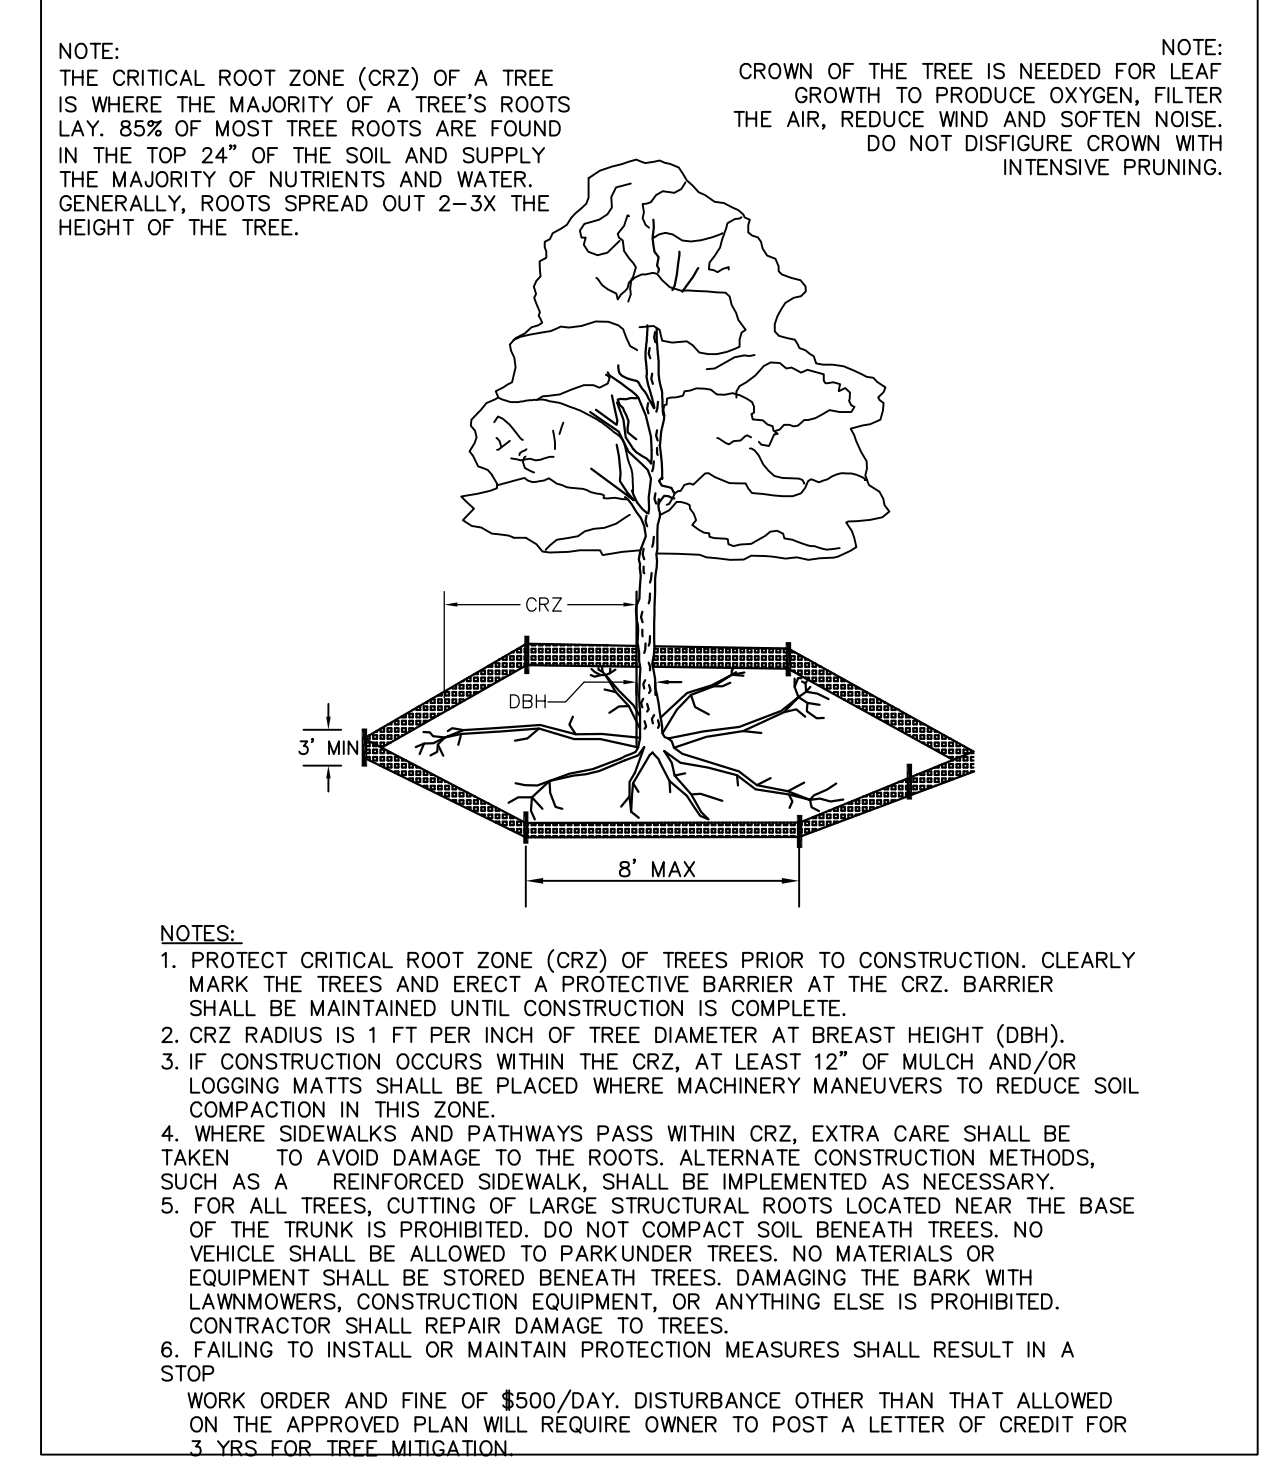 NOTE:
THE CRITICAL ROOT ZONE (CRZ) OF A TREE
IS WHERE THE MAJORITY OF A TREE'S ROOTS
LAY. 85% OF MOST TREE ROOTS ARE FOUND
IN THE TOP 24" OF THE SOIL AND SUPPLY
THE MAJORITY OF NUTRIENTS AND WATER.
GENERALLY, ROOTS SPREAD OUT 2-3X THE
HEIGHT OF THE TREE.
NOTE:
CROWN OF THE TREE IS NEEDED FOR LEAF
GROWTH TO PRODUCE OXYGEN, FILTER
THE AIR, REDUCE WIND AND SOFTEN NOISE.
DO NOT DISFIGURE CROWN WITH
INTENSIVE PRUNING.
CRZ
DBH
3' MIN
8' MAX
NOTES:
1. PROTECT CRITICAL ROOT ZONE (CRZ) OF TREES PRIOR TO CONSTRUCTION. CLEARLY
MARK THE TREES AND ERECT A PROTECTIVE BARRIER AT THE CRZ. BARRIER
SHALL BE MAINTAINED UNTIL CONSTRUCTION IS COMPLETE.
2. CRZ RADIUS IS 1 FT PER INCH OF TREE DIAMETER AT BREAST HEIGHT (DBH).
3. IF CONSTRUCTION OCCURS WITHIN THE CRZ, AT LEAST 12" OF MULCH AND/OR
LOGGING MATTS SHALL BE PLACED WHERE MACHINERY MANEUVERS TO REDUCE SOIL
COMPACTION IN THIS ZONE.
4. WHERE SIDEWALKS AND PATHWAYS PASS WITHIN CRZ, EXTRA CARE SHALL BE
TAKEN TO AVOID DAMAGE TO THE ROOTS. ALTERNATE CONSTRUCTION METHODS,
SUCH AS A REINFORCED SIDEWALK, SHALL BE IMPLEMENTED AS NECESSARY.
5. FOR ALL TREES, CUTTING OF LARGE STRUCTURAL ROOTS LOCATED NEAR THE BASE
OF THE TRUNK IS PROHIBITED. DO NOT COMPACT SOIL BENEATH TREES. NO
VEHICLE SHALL BE ALLOWED TO PARKUNDER TREES. NO MATERIALS OR
EQUIPMENT SHALL BE STORED BENEATH TREES. DAMAGING THE BARK WITH
LAWNMOWERS, CONSTRUCTION EQUIPMENT, OR ANYTHING ELSE IS PROHIBITED.
CONTRACTOR SHALL REPAIR DAMAGE TO TREES.
6. FAILING TO INSTALL OR MAINTAIN PROTECTION MEASURES SHALL RESULT IN A
STOP
WORK ORDER AND FINE OF $500/DAY. DISTURBANCE OTHER THAN THAT ALLOWED
ON THE APPROVED PLAN WILL REQUIRE OWNER TO POST A LETTER OF CREDIT FOR
3 YRS FOR TREE MITIGATION.